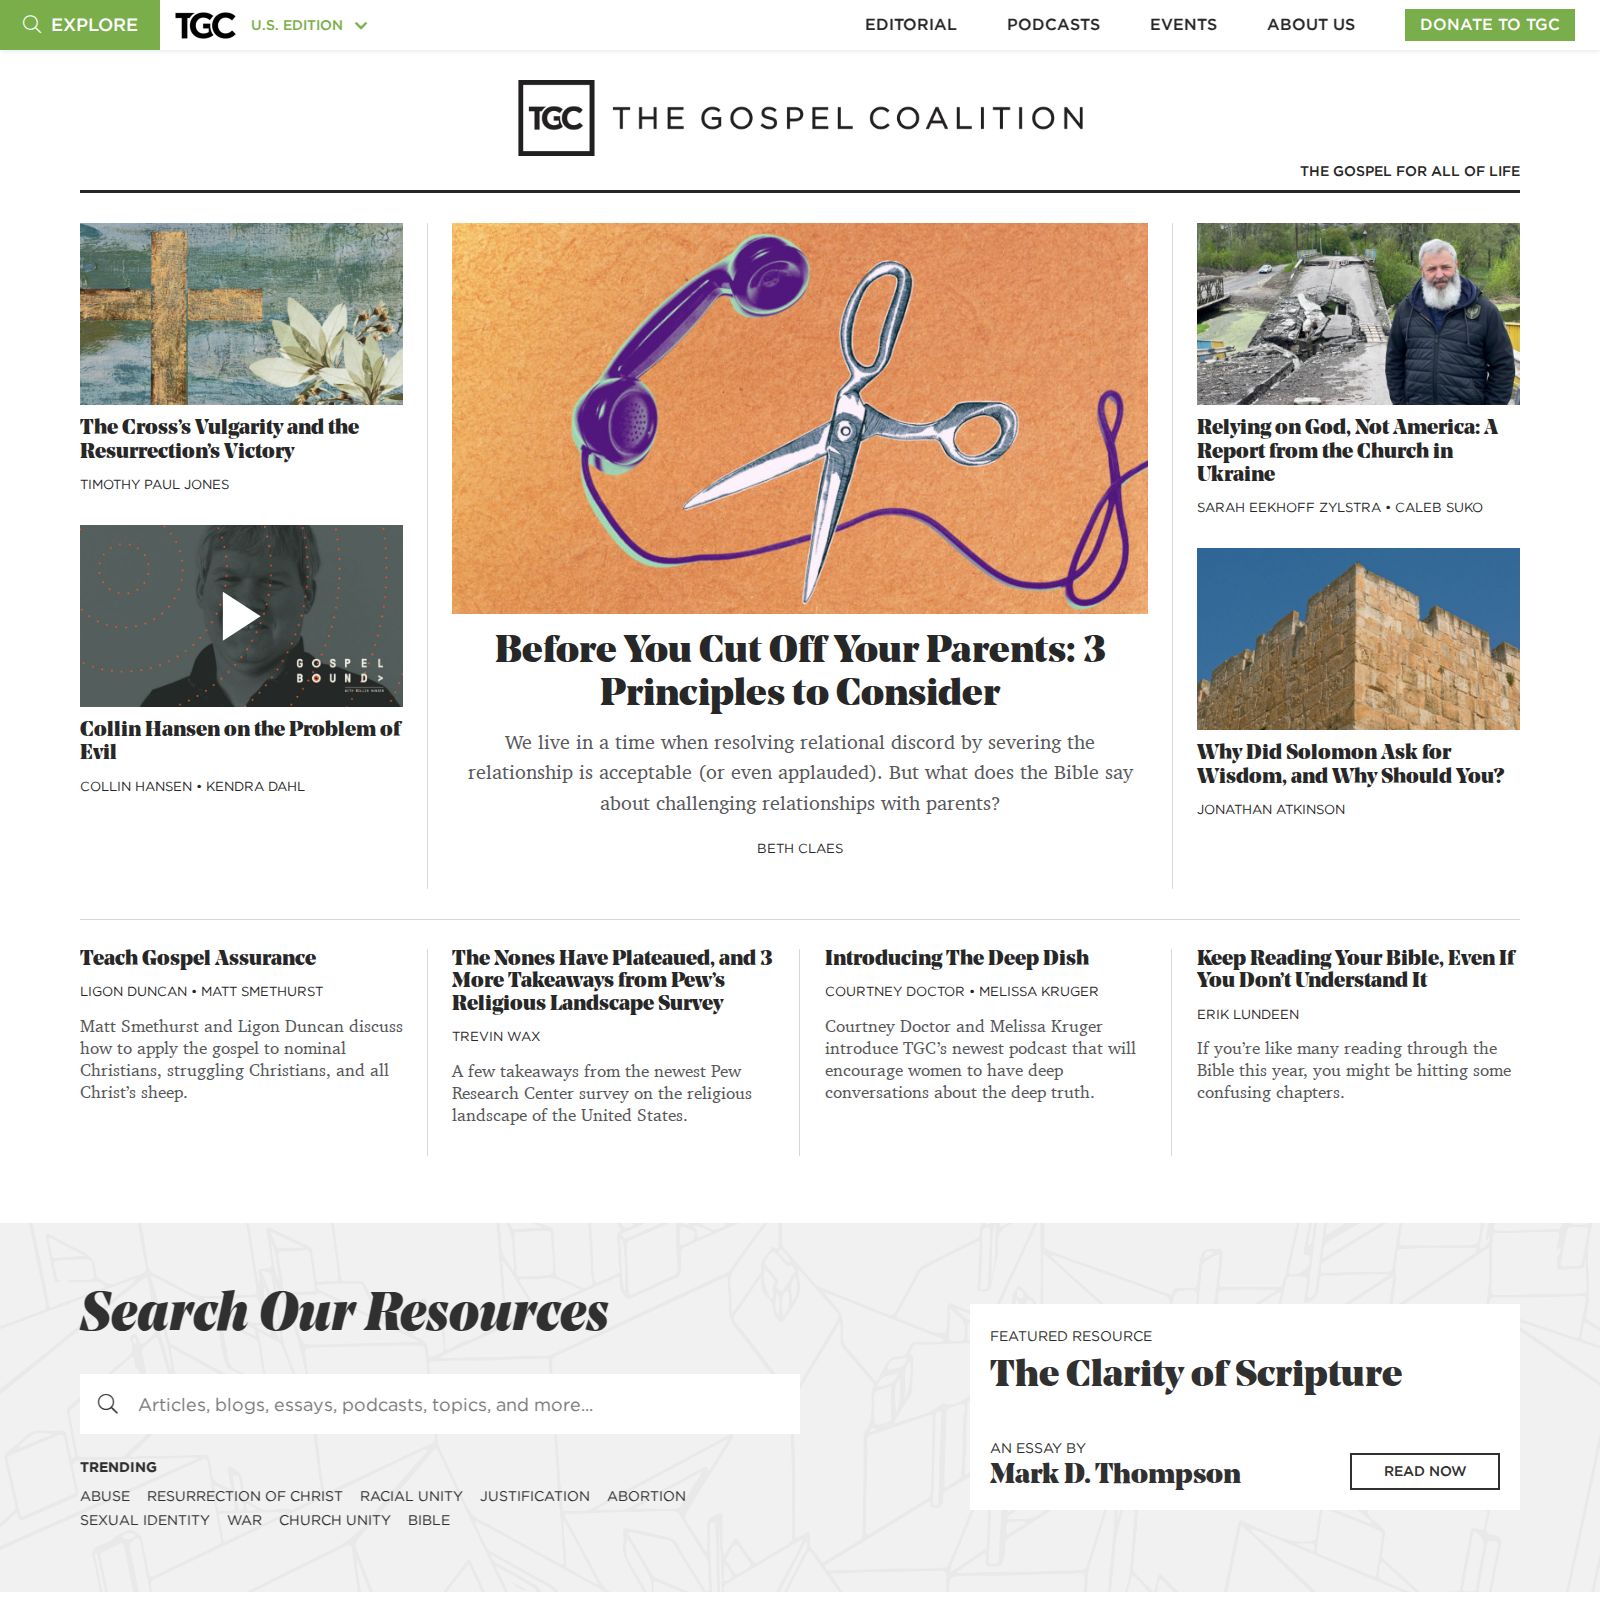 EXPLORE
TGC
U.S. EDITION
EDITORIAL
PODCASTS
EVENTS
ABOUT US
DONATE TO TGC
TGC THE GOSPEL COALITION
THE GOSPEL FOR ALL OF LIFE
The Cross's Vulgarity and the
Resurrection's Victory
TIMOTHY PAUL JONES
GOSPEL
BOUND>
WITH COLLIN HANSEN
Collin Hansen on the Problem of
Evil
COLLIN HANSEN • KENDRA DAHL
Before You Cut Off Your Parents: 3
Principles to Consider
We live in a time when resolving relational discord by severing the
relationship is acceptable (or even applauded). But what does the Bible say
about challenging relationships with parents?
BETH CLAES
Relying on God, Not America: A
Report from the Church in
Ukraine
SARAH EEKHOFF ZYLSTRA • CALEB SUKO
Why Did Solomon Ask for
Wisdom, and Why Should You?
JONATHAN ATKINSON
Teach Gospel Assurance
LIGON DUNCAN • MATT SMETHURST
Matt Smethurst and Ligon Duncan discuss
how to apply the gospel to nominal
Christians, struggling Christians, and all
Christ's sheep.
The Nones Have Plateaued, and 3
More Takeaways from Pew's
Religious Landscape Survey
TREVIN WAX
A few takeaways from the newest Pew
Research Center survey on the religious
landscape of the United States.
Introducing The Deep Dish
COURTNEY DOCTOR • MELISSA KRUGER
Courtney Doctor and Melissa Kruger
introduce TGC's newest podcast that will
encourage women to have deep
conversations about the deep truth.
Keep Reading Your Bible, Even If
You Don't Understand It
ERIK LUNDEEN
If you're like many reading through the
Bible this year, you might be hitting some
confusing chapters.
Search Our Resources
Articles, blogs, essays, podcasts, topics, and more...
TRENDING
ABUSE RESURRECTION OF CHRIST RACIAL UNITY JUSTIFICATION ABORTION
SEXUAL IDENTITY WAR CHURCH UNITY BIBLE
FEATURED RESOURCE
The Clarity of Scripture
AN ESSAY BY
Mark D. Thompson
READ NOW